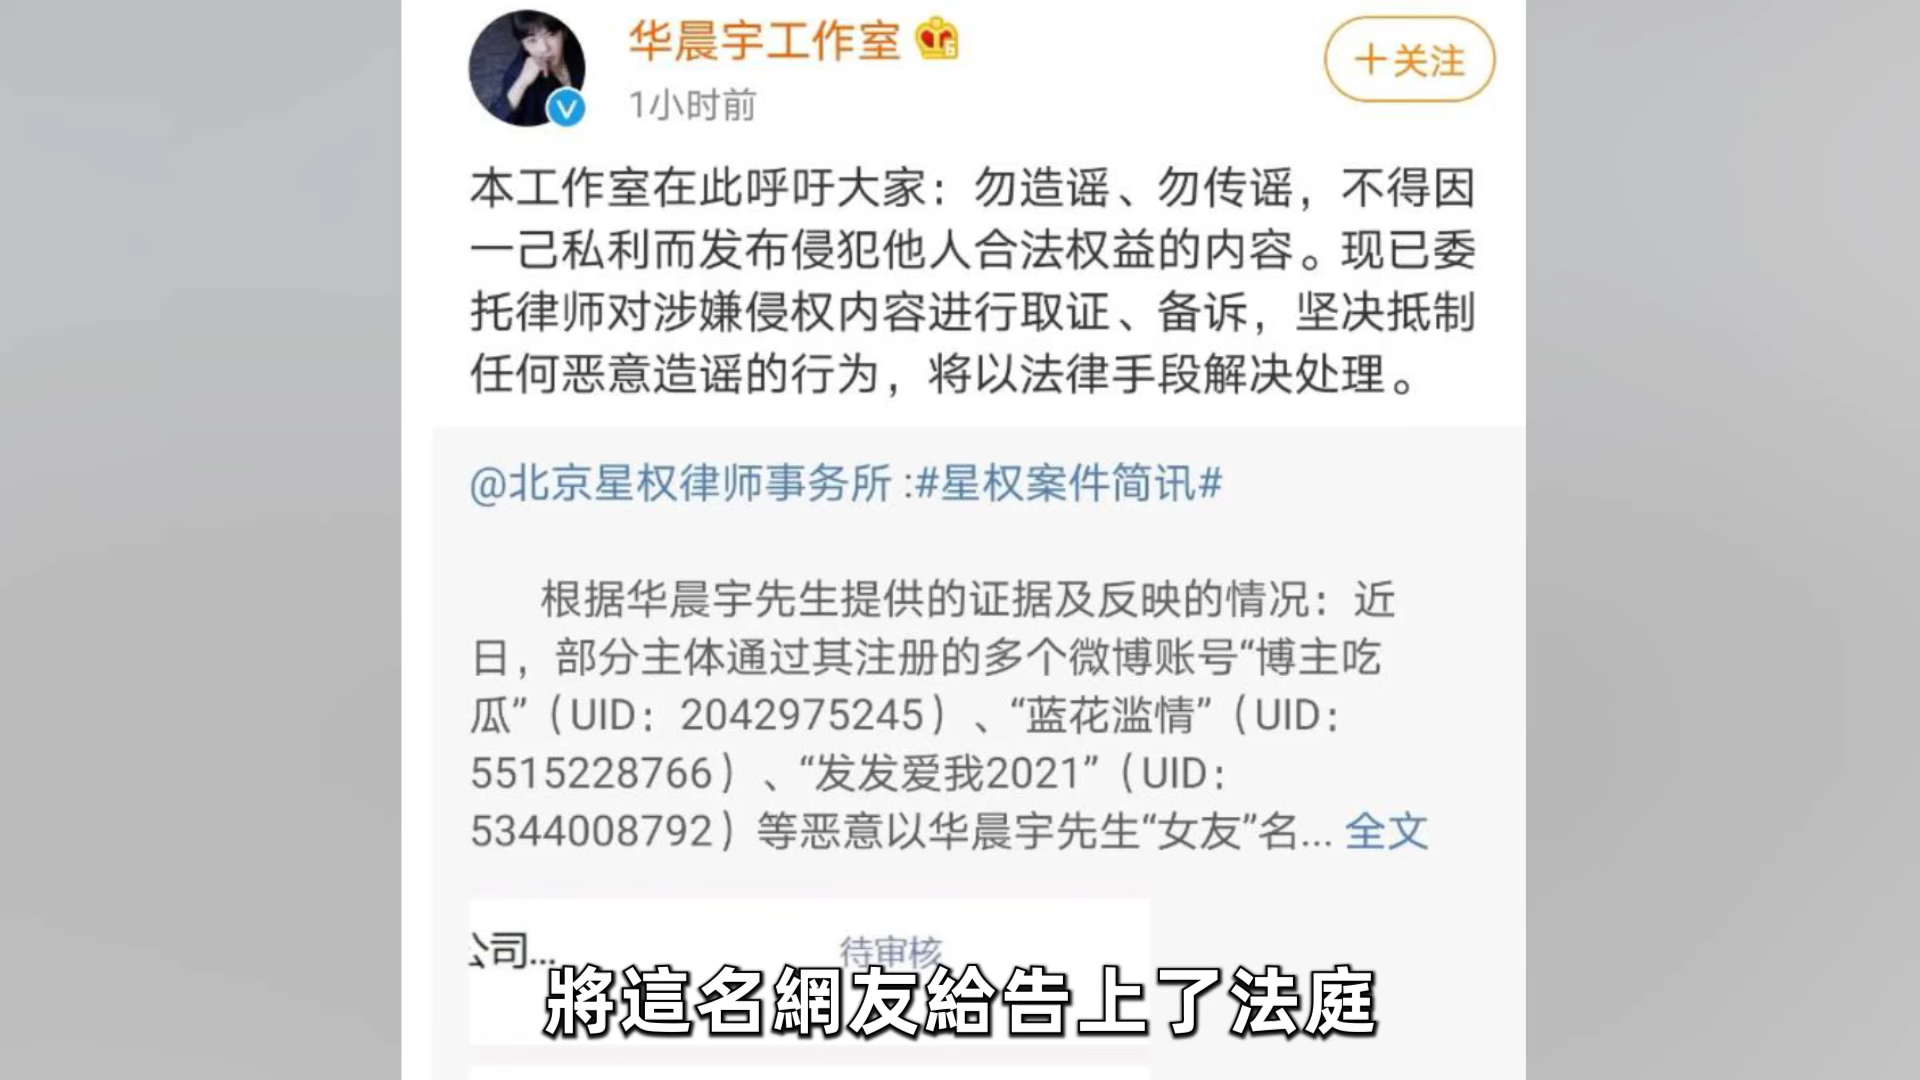 华晨宇工作室
1小时前
+关注
本工作室在此呼吁大家：勿造谣、勿传谣，不得因
一己私利而发布侵犯他人合法权益的内容。现已委
托律师对涉嫌侵权内容进行取证、备诉，坚决抵制
任何恶意造谣的行为，将以法律手段解决处理。
@北京星权律师事务所 :#星权案件简讯#
根据华晨宇先生提供的证据及反映的情况：近
日，部分主体通过其注册的多个微博账号“博主吃
瓜”（UID：2042975245）、“蓝花滥情”（UID：
5515228766）、“发发爱我2021”（UID：
5344008792）等恶意以华晨宇先生“女友”名... 全文
公司... 待审核
將這名網友給告上了法庭